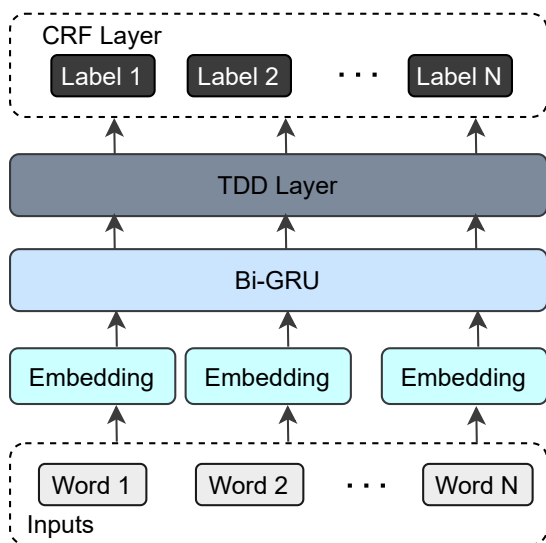 CRF Layer
Label 1 Label 2 . . . Label N
TDD Layer
Bi-GRU
Embedding Embedding Embedding
Word 1 Word 2 . . . Word N
Inputs